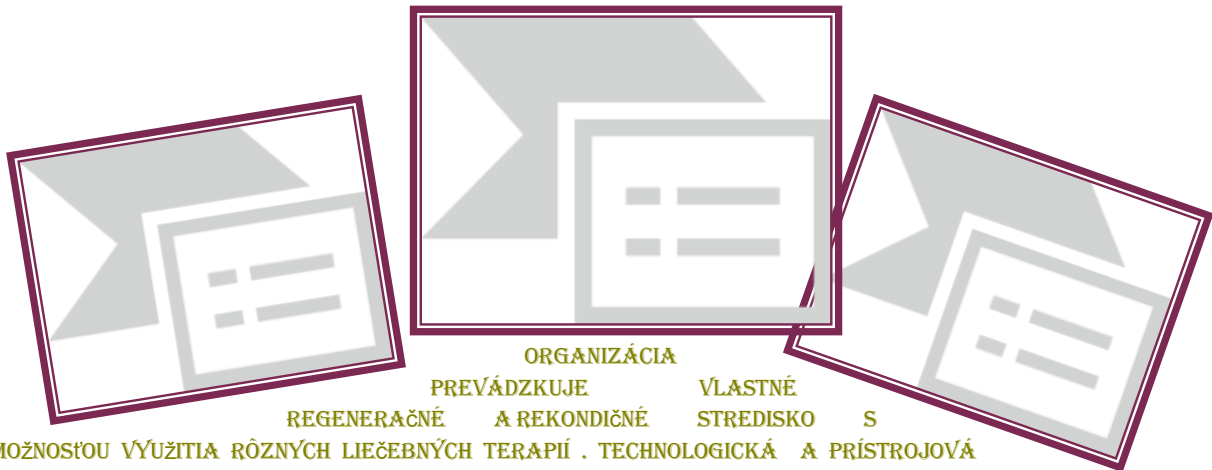 ORGANIZÁCIA
PREVÁDZKUJE VLASTNÉ
REGENERAčNÉ A REKONDIčNÉ STREDISKO S
MOžNOSťOU VYUžITIA RÔZNYCH LIEčEBNÝCH TERAPIÍ . TECHNOLOGICKÁ A PRÍSTROJOVÁ